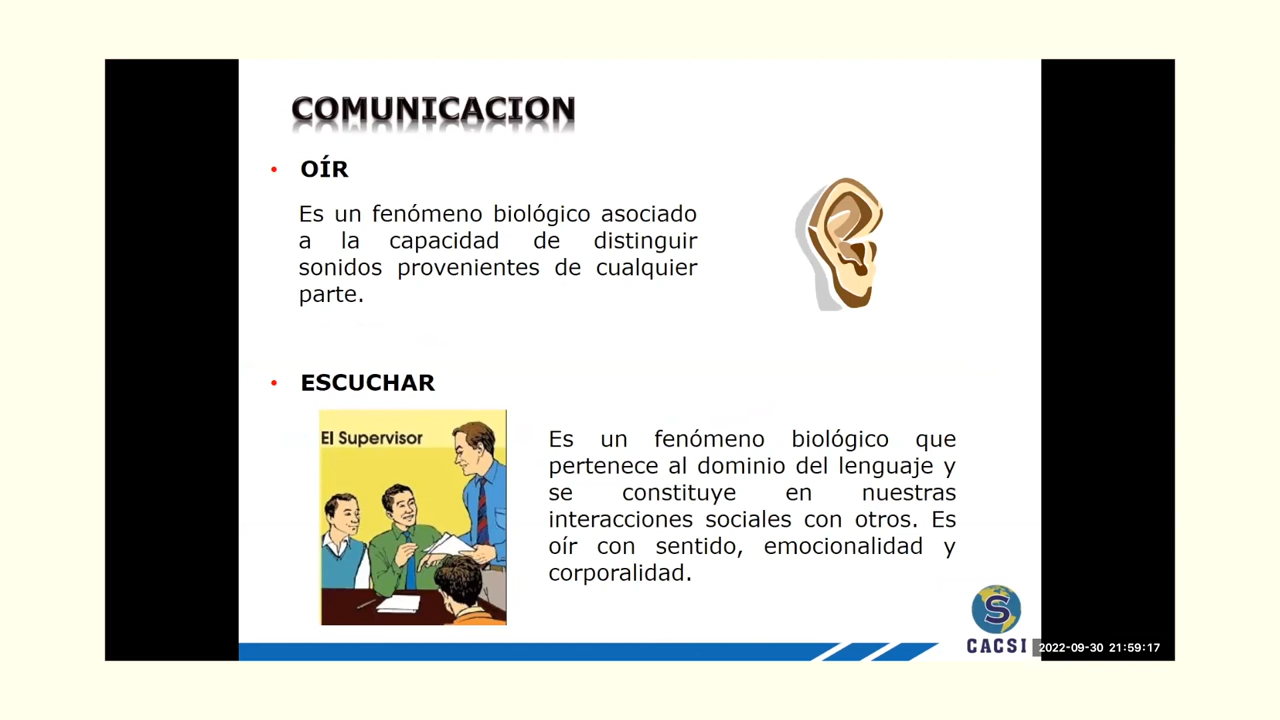 COMUNICACION
• OÍR
Es un fenómeno biológico asociado
a la capacidad de distinguir
sonidos provenientes de cualquier
parte.
• ESCUCHAR
El Supervisor
Es un fenómeno biológico que
pertenece al dominio del lenguaje y
se constituye en nuestras
interacciones sociales con otros. Es
oír con sentido, emocionalidad y
corporalidad.
S
CACSI
2022-09-30 21:59:17